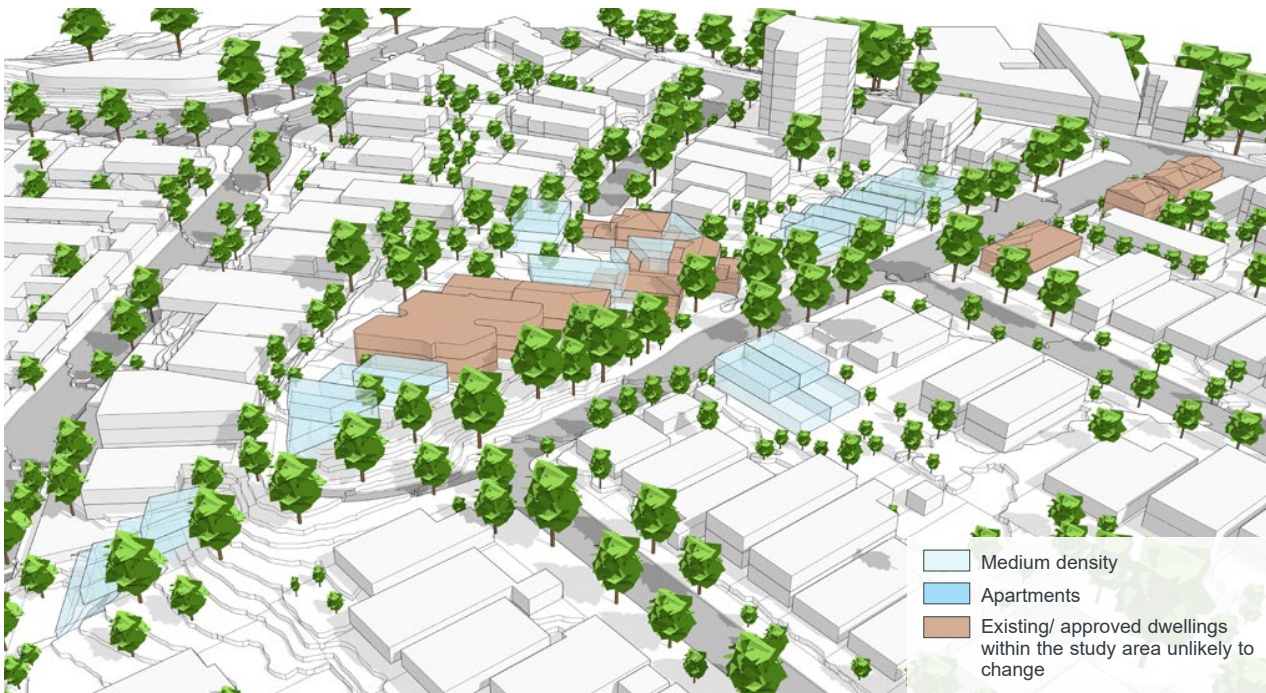 Medium density
Apartments
Existing/ approved dwellings
within the study area unlikely to
change